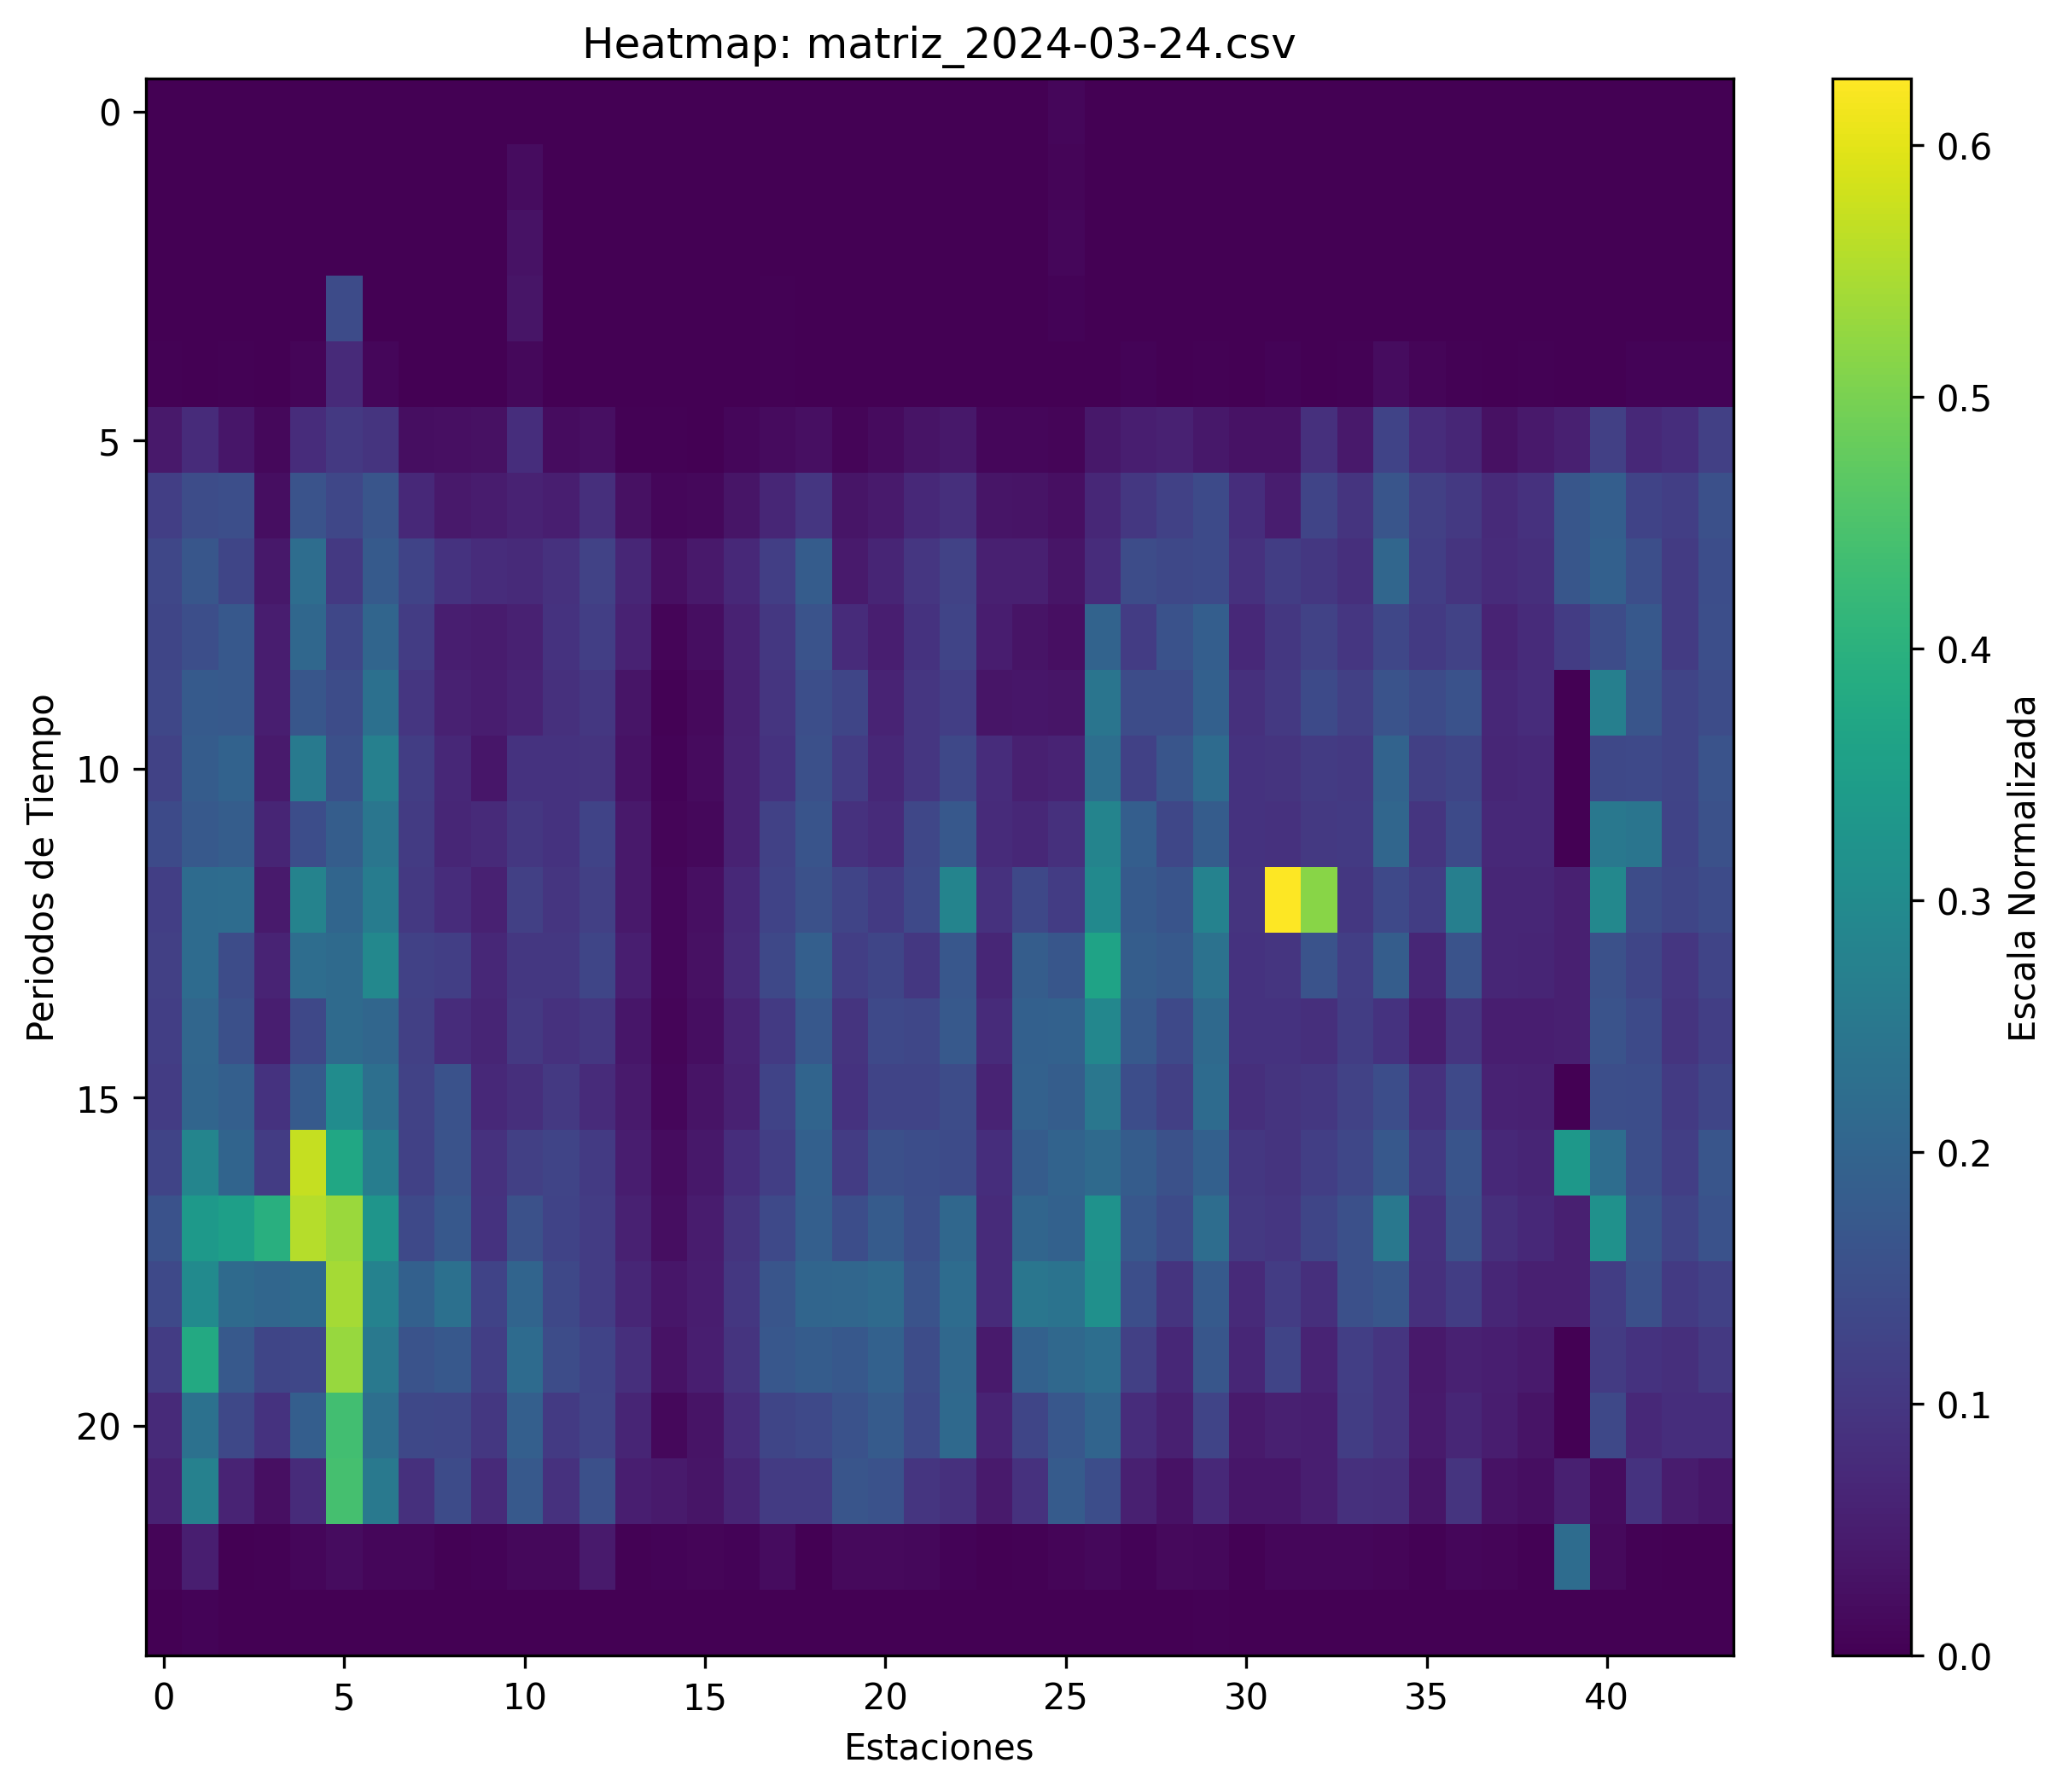 Heatmap: matriz_2024-03-24.csv
0
5
10
15
20
Periodos de Tiempo
0 5 10 15 20 25 30 35 40
Estaciones
0.6
0.5
0.4
0.3
0.2
0.1
0.0
Escala Normalizada